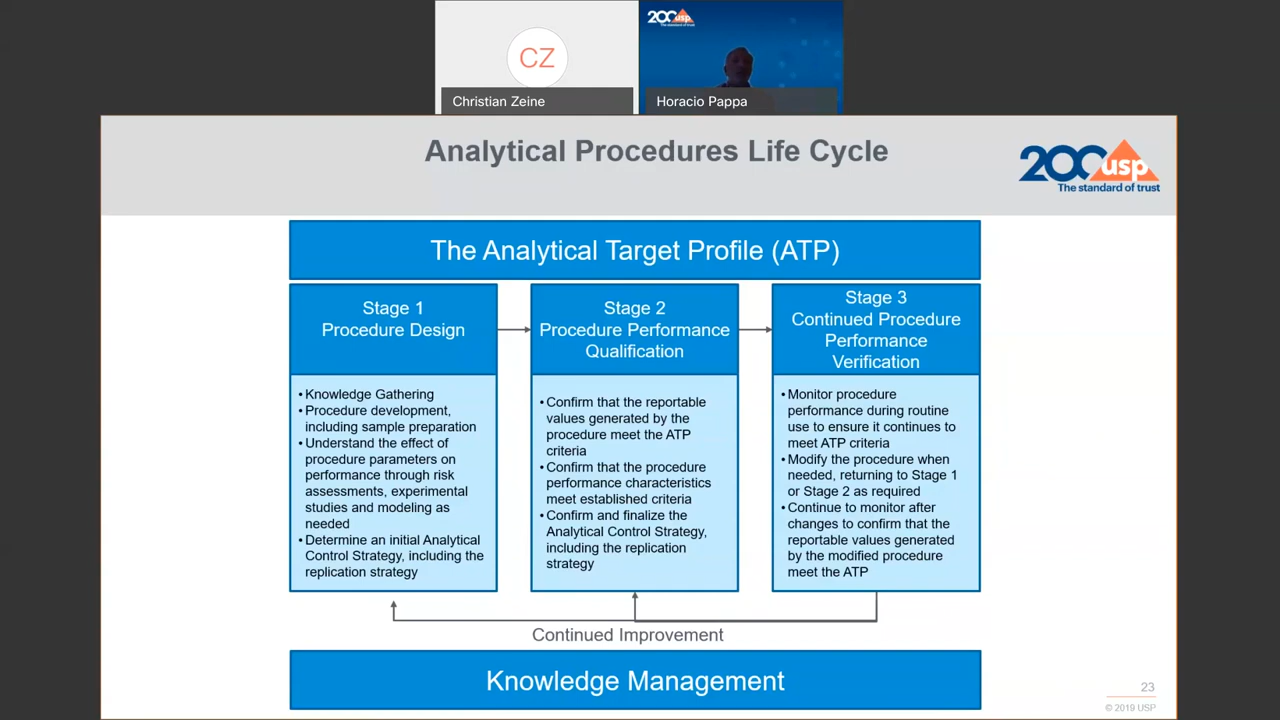 CZ
Christian Zeine
200 usp
The standard of trust
Horacio Pappa
Analytical Procedures Life Cycle
200 usp
The standard of trust
The Analytical Target Profile (ATP)
Stage 1
Procedure Design
• Knowledge Gathering
• Procedure development,
including sample preparation
• Understand the effect of
procedure parameters on
performance through risk
assessments, experimental
studies and modeling as
needed
• Determine an initial Analytical
Control Strategy, including the
replication strategy
Stage 2
Procedure Performance
Qualification
• Confirm that the reportable
values generated by the
procedure meet the ATP
criteria
• Confirm that the procedure
performance characteristics
meet established criteria
• Confirm and finalize the
Analytical Control Strategy,
including the replication
strategy
Stage 3
Continued Procedure
Performance
Verification
• Monitor procedure
performance during routine
use to ensure it continues to
meet ATP criteria
• Modify the procedure when
needed, returning to Stage 1
or Stage 2 as required
• Continue to monitor after
changes to confirm that the
reportable values generated
by the modified procedure
meet the ATP
Continued Improvement
Knowledge Management
23
© 2019 USP